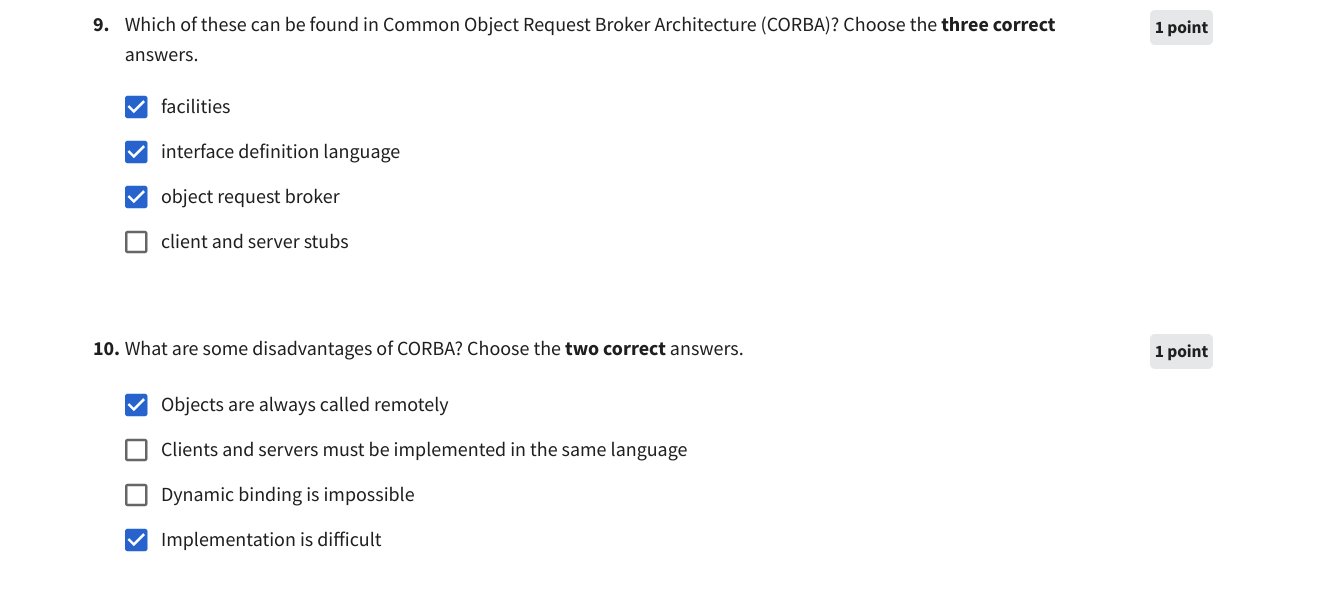 9. Which of these can be found in Common Object Request Broker Architecture (CORBA)? Choose the three correct
answers.
1 point
facilities
interface definition language
object request broker
client and server stubs
10. What are some disadvantages of CORBA? Choose the two correct answers.
1 point
Objects are always called remotely
Clients and servers must be implemented in the same language
Dynamic binding is impossible
Implementation is difficult